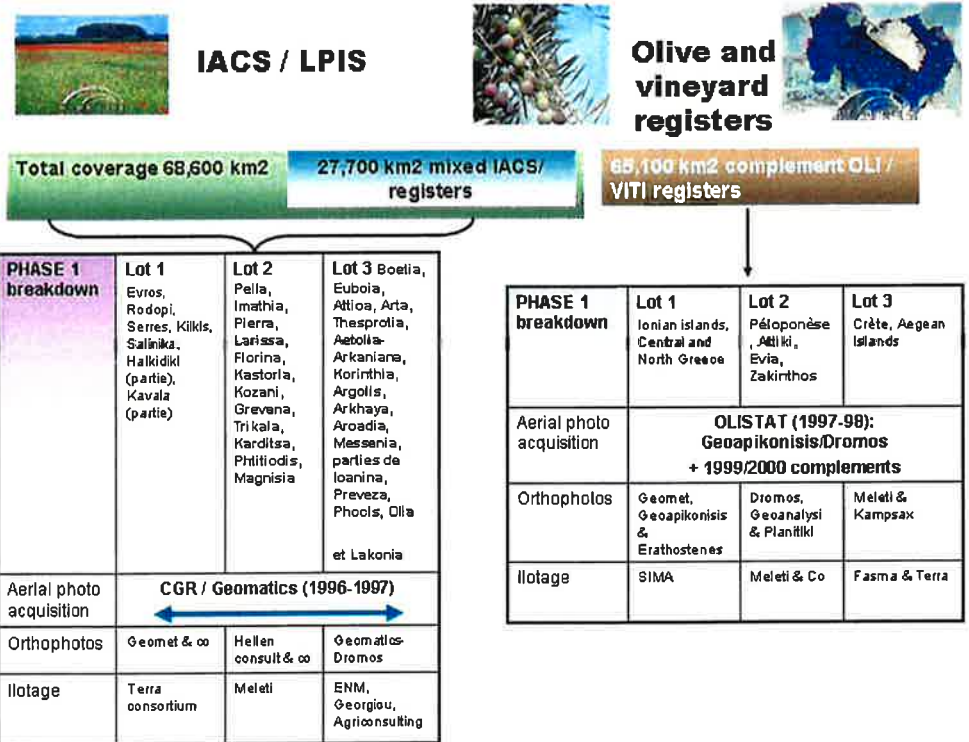 IACS / LPIS
Olive and
vineyard
registers
Total coverage 68,600 km2
27,700 km2 mixed IACS/
registers
65,100 km2 complement OLI /
VITI registers
PHASE 1
breakdown
Lot 1
Evros,
Rodopi,
Serres, Kilkis,
Salinika,
Halkidiki
(partie),
Kavala
(partie)
Lot 2
Pella,
Imathia,
Pierra,
Larissa,
Florina,
Kastoria,
Kozani,
Grevena,
Trikala,
Karditsa,
Phtitiodis,
Magnisia
Lot 3 Boetia,
Euboia,
Attioa, Arta,
Thesprotia,
Aetolia-
Arkaniana,
Korinthia,
Argolis,
Arkhaya,
Aroadia,
Messenia,
parties de
Ioanina,
Preveza,
Phocis, Olia
et Lakonia
Aerial photo
acquisition
CGR / Geomatics (1996-1997)
Orthophotos
Geomet & co
Hellen
consult & co
Geomatics-
Dromos
Ilotage
Terra
consortium
Meleti
ENM,
Georgiou,
Agriconsulting
PHASE 1
breakdown
Lot 1
Ionian islands,
Central and
North Greece
Lot 2
Péloponèse
, Attiki,
Evia,
Zakinthos
Lot 3
Crète, Aegean
Islands
Aerial photo
acquisition
OLISTAT (1997-98):
Geoapikonisis/Dromos
+ 1999/2000 complements
Orthophotos
Geomet,
Geoapikonisis
&
Erathostenes
Dromos,
Geoanalysi
& Planitiki
Meleti &
Kampsax
Ilotage
SIMA
Meleti & Co
Fasma & Terra